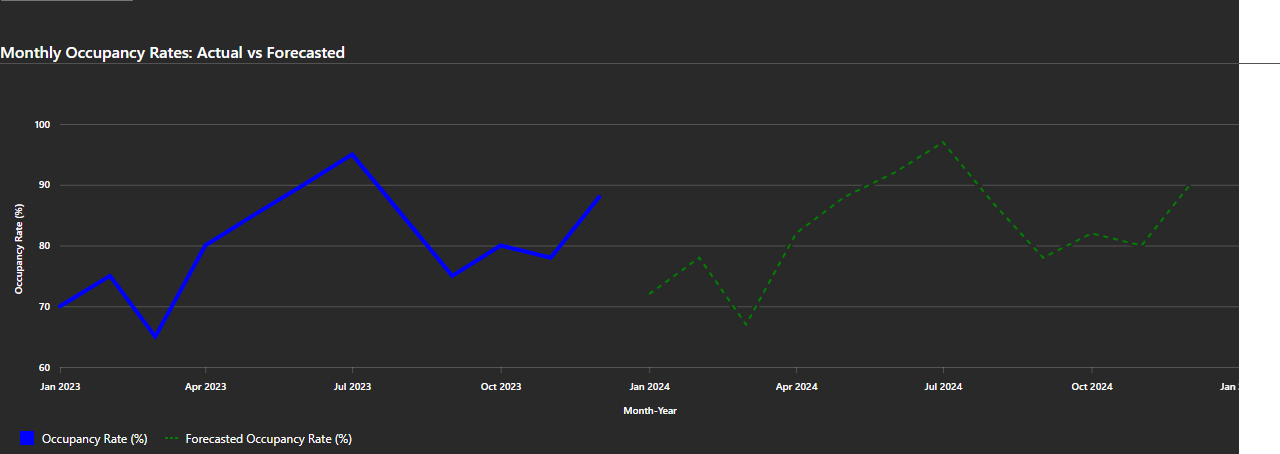 Monthly Occupancy Rates: Actual vs Forecasted
100
90
80
70
60
Occupancy Rate (%)
Jan 2023 Apr 2023 Jul 2023 Oct 2023 Jan 2024 Apr 2024 Jul 2024 Oct 2024 Jan
Month-Year
Occupancy Rate (%) Forecasted Occupancy Rate (%)